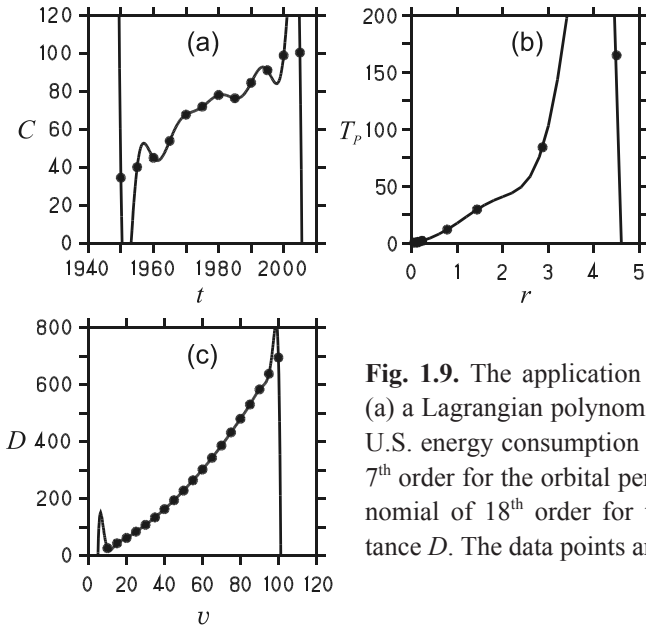 120
100
80
60
40
20
0
C
(a)
1940 1960 1980 2000
t
200
150
100
50
0
T_P
(b)
0 1 2 3 4 5
r
800
600
400
200
0
D
(c)
0 20 40 60 80 100 120
v
Fig. 1.9. The application
(a) a Lagrangian polynom
U.S. energy consumption
7th order for the orbital per
nomial of 18th order for
tance D. The data points ar